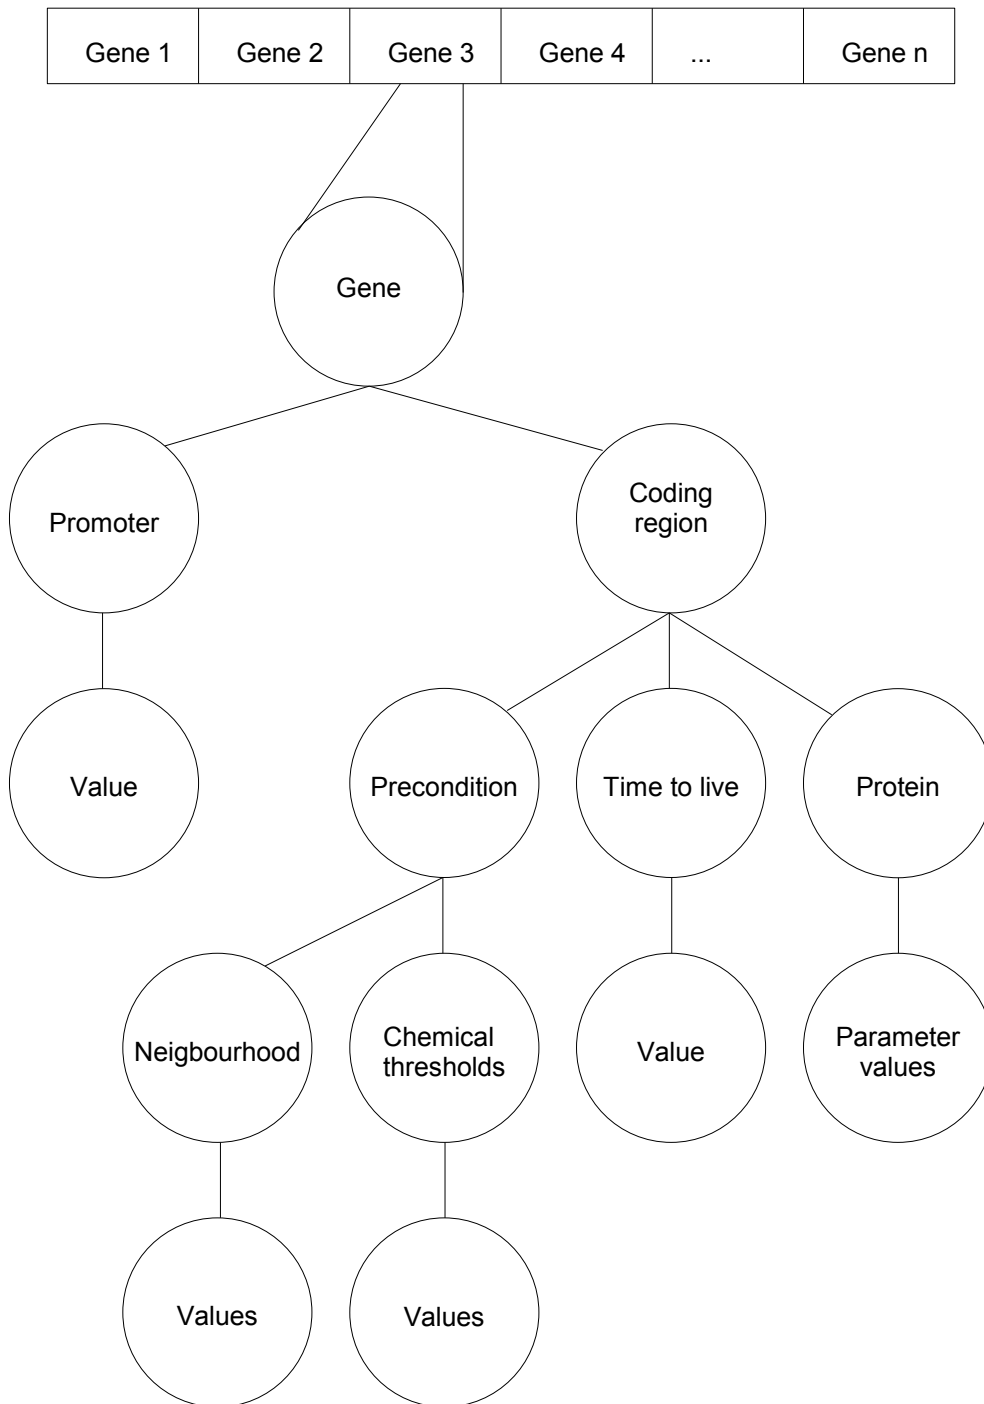 Gene 1 Gene 2 Gene 3 Gene 4 ... Gene n
Gene
Promoter
Coding
region
Value
Precondition
Time to live
Protein
Neigbourhood
Chemical
thresholds
Value
Parameter
values
Values
Values